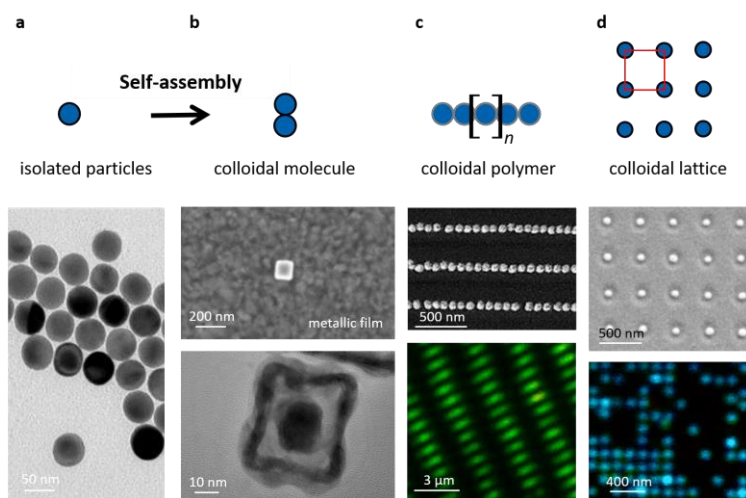 a
b
c
d
Self-assembly
n
isolated particles
colloidal molecule
colloidal polymer
colloidal lattice
200 nm
metallic film
500 nm
500 nm
50 nm
10 nm
3 µm
400 nm